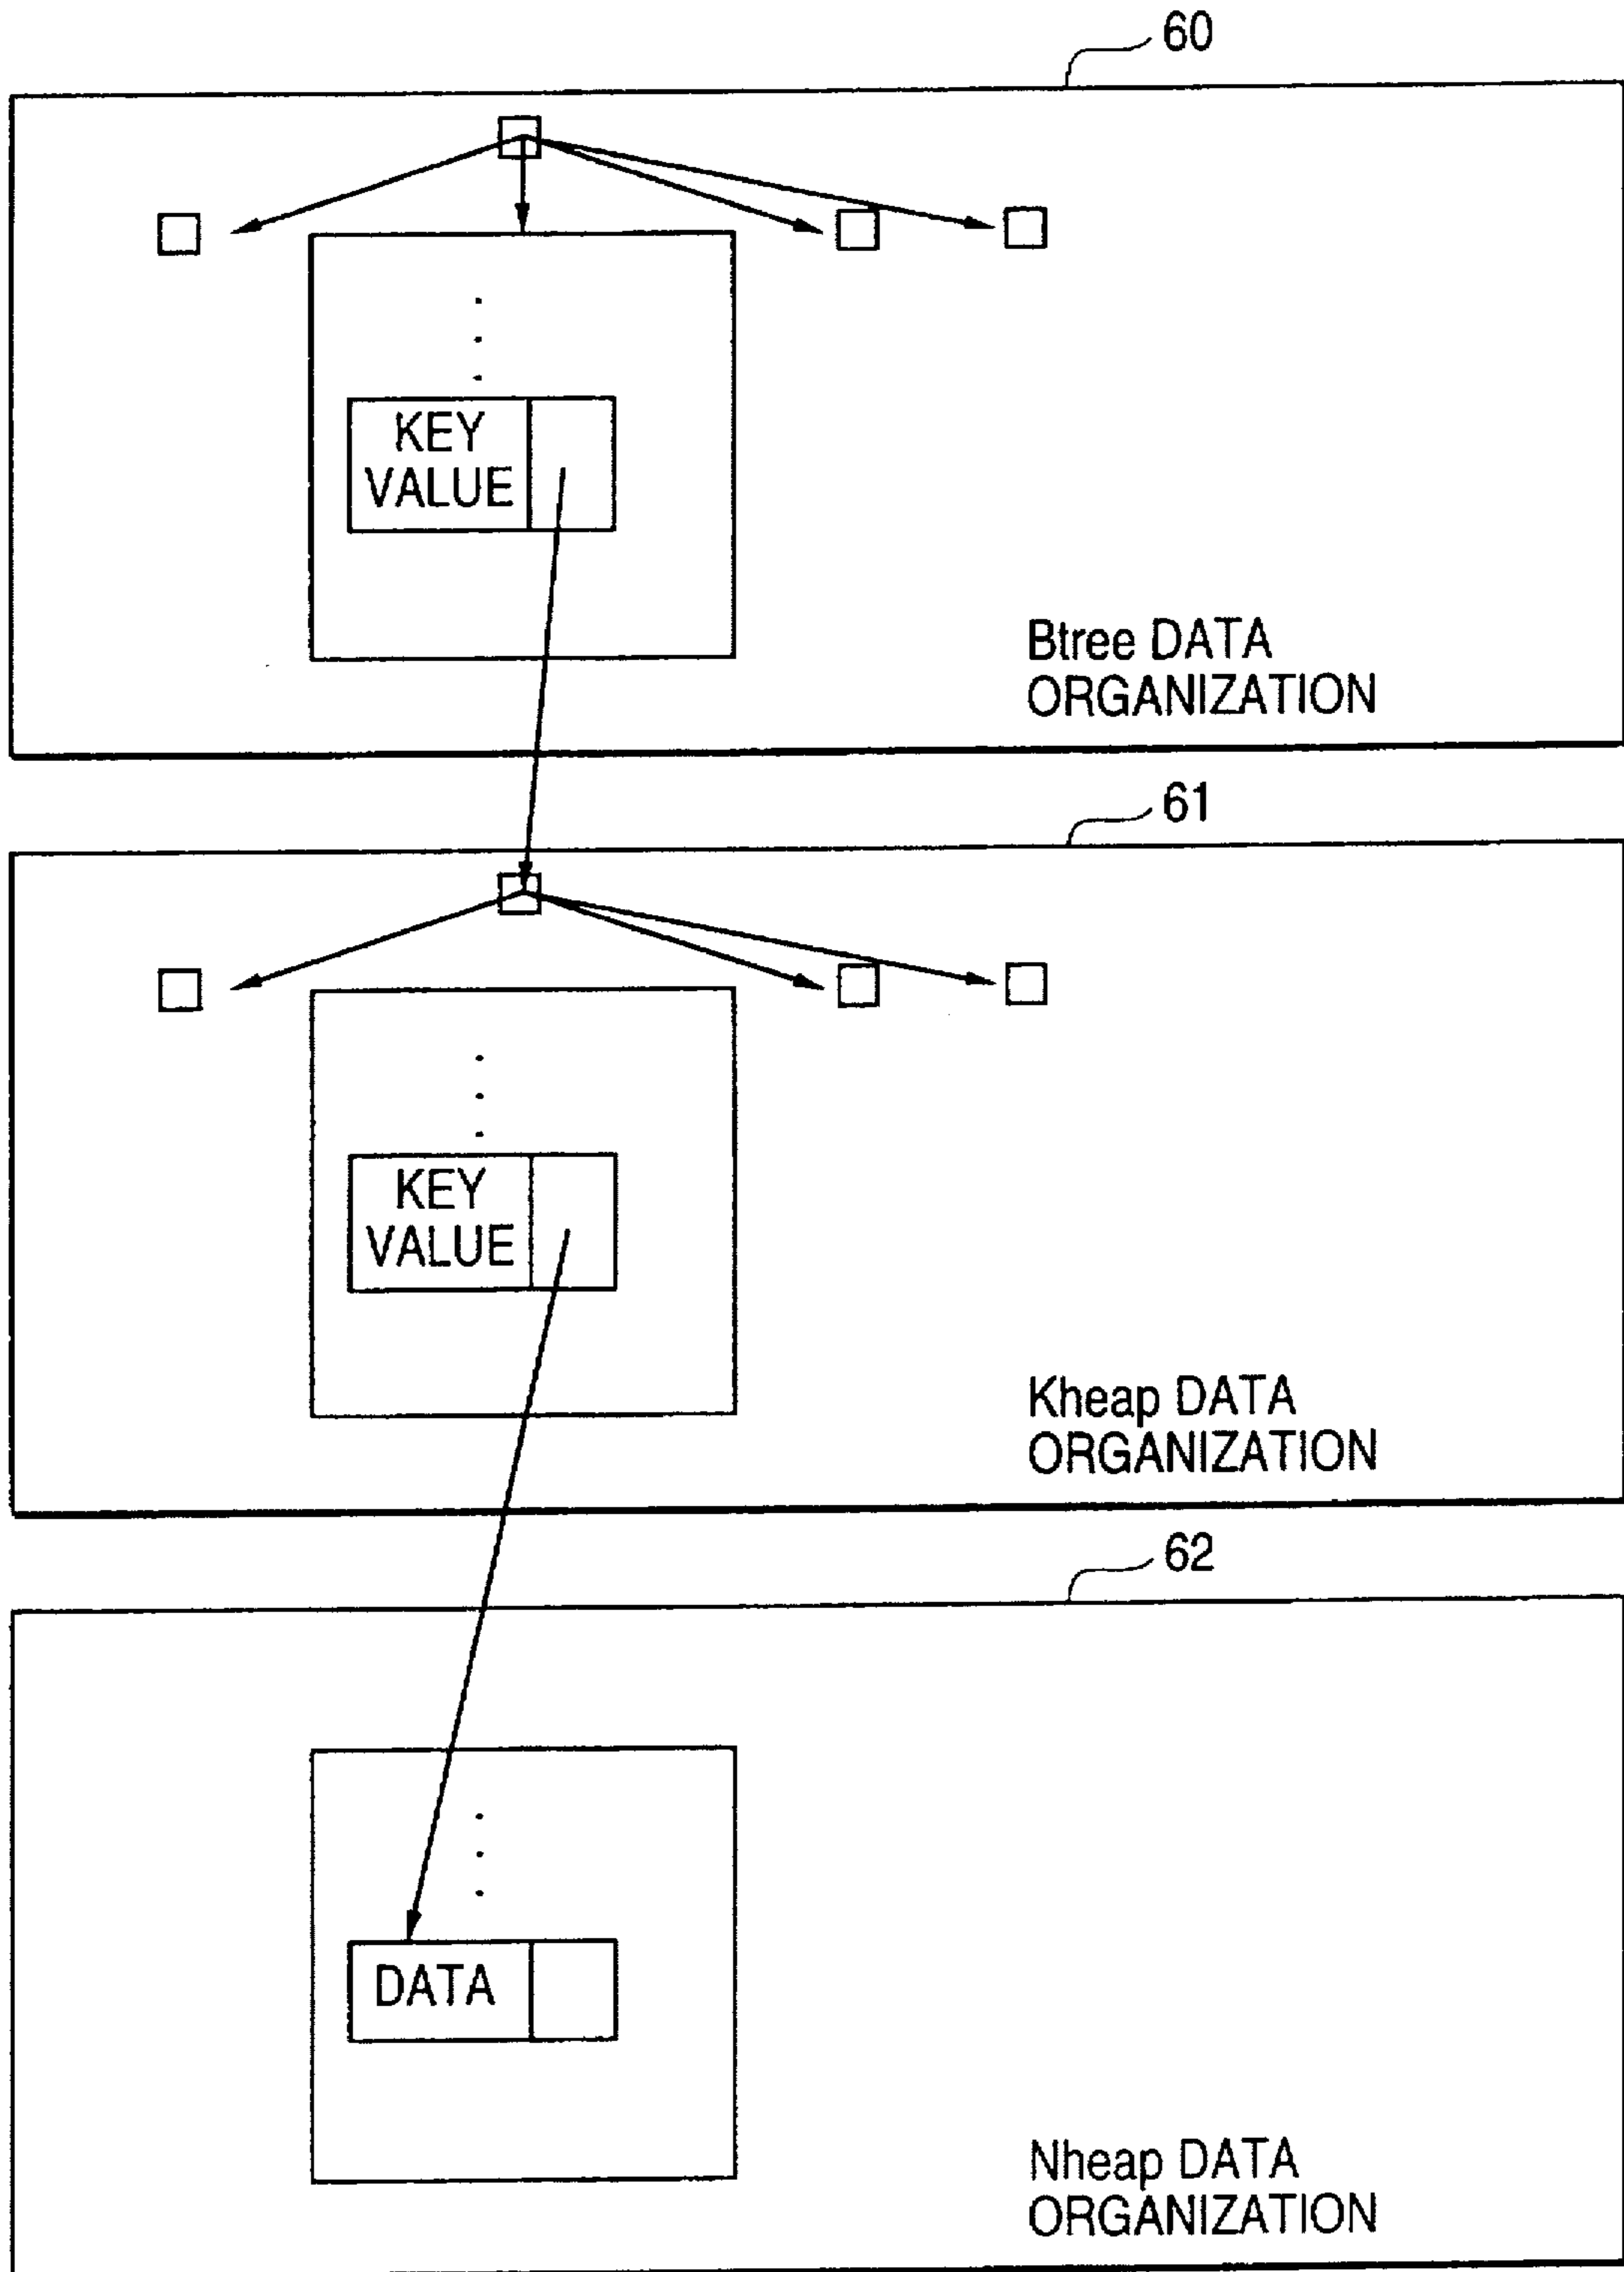 60
KEY
VALUE
Btree DATA
ORGANIZATION
61
KEY
VALUE
Kheap DATA
ORGANIZATION
62
DATA
Nheap DATA
ORGANIZATION